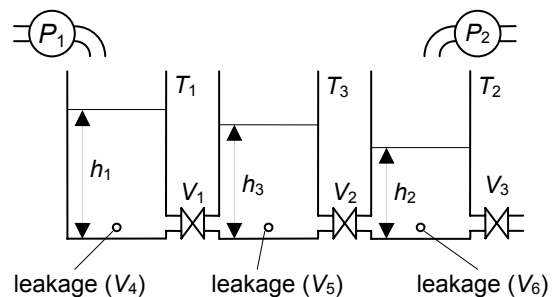 P1 P2
T1 T3 T2
h1 V1 h3 V2 h2 V3
leakage (V4) leakage (V5) leakage (V6)